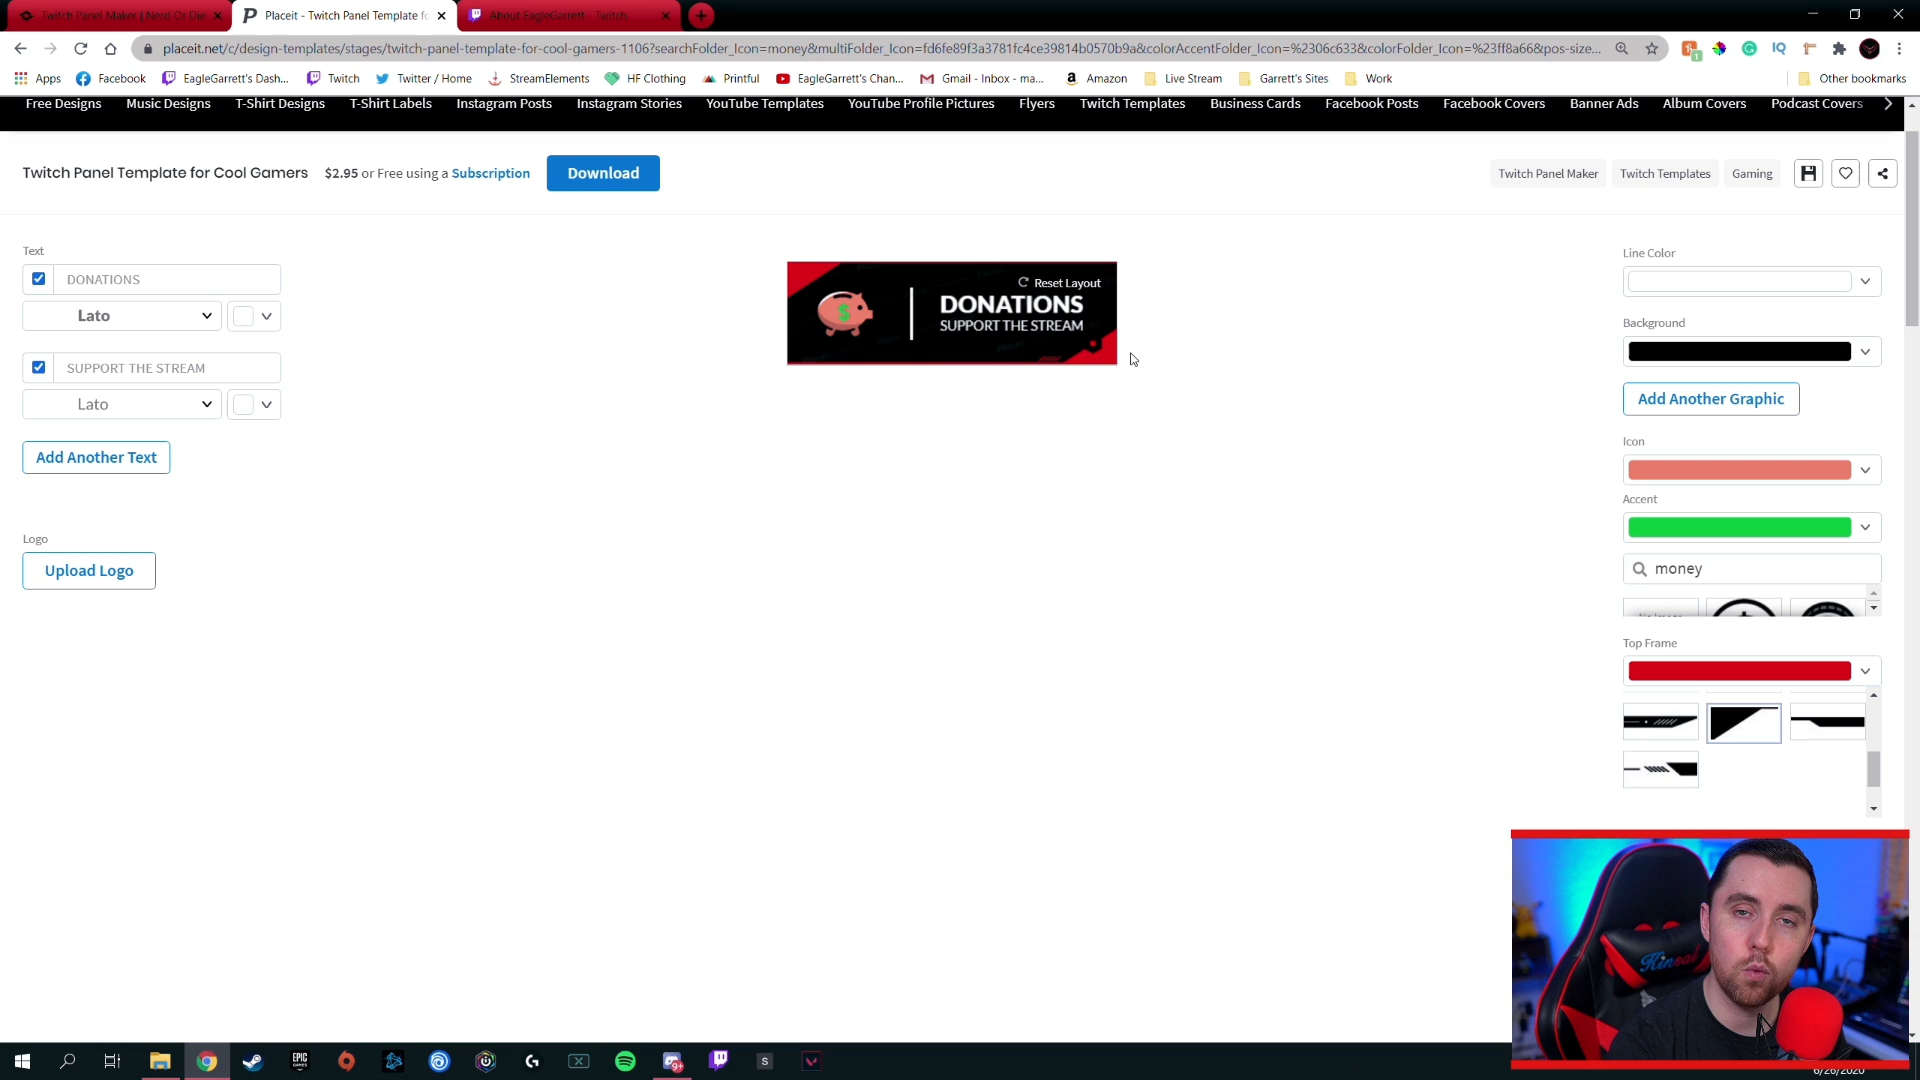 Twitch Panel Maker | Nerd Or Die
Placeit - Twitch Panel Template fo
About EagleGarrett - Twitch
placeit.net/c/design-templates/stages/twitch-panel-template-for-cool-gamers-1106?searchFolder_Icon=money&multiFolder_Icon=fd6fe89f3a3781fc4ce39814b0570b9a&colorAccentFolder_Icon=%2306c633&colorFolder_Icon=%23ff8a66&pos-size...
Apps
Facebook
EagleGarrett's Dash...
Twitch
Twitter / Home
StreamElements
HF Clothing
Printful
EagleGarrett's Chan...
Gmail - Inbox - ma...
Amazon
Live Stream
Garrett's Sites
Work
Other bookmarks
Free Designs
Music Designs
T-Shirt Designs
T-Shirt Labels
Instagram Posts
Instagram Stories
YouTube Templates
YouTube Profile Pictures
Flyers
Twitch Templates
Business Cards
Facebook Posts
Facebook Covers
Banner Ads
Album Covers
Podcast Covers
Twitch Panel Template for Cool Gamers
$2.95 or Free using a Subscription
Download
Twitch Panel Maker
Twitch Templates
Gaming
Text
DONATIONS
Lato
SUPPORT THE STREAM
Lato
Add Another Text
Logo
Upload Logo
Reset Layout
$
DONATIONS
SUPPORT THE STREAM
Line Color
Background
Add Another Graphic
Icon
Accent
money
Top Frame
EPIC GAMES
9+
S
6/26/2020